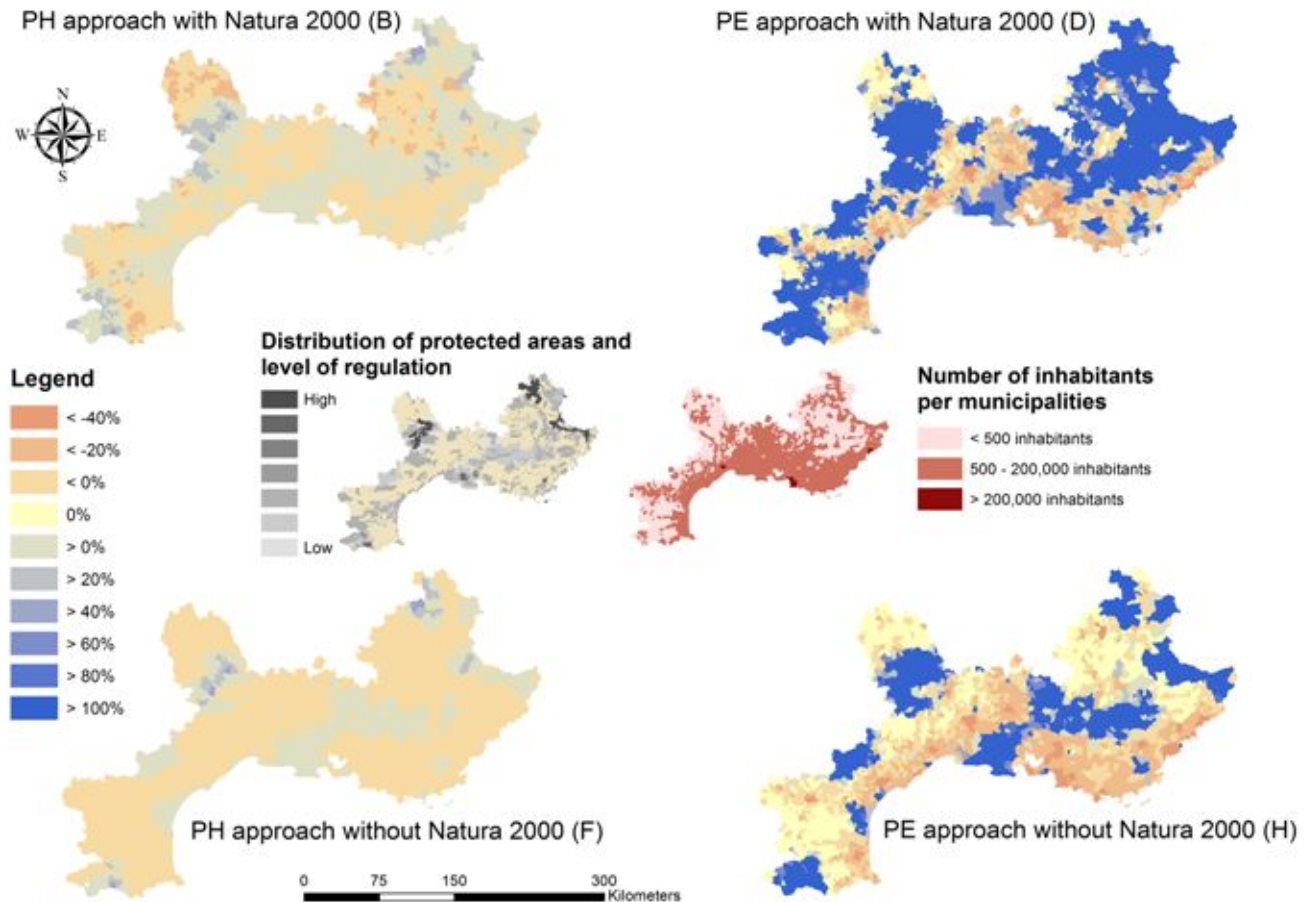 PH approach with Natura 2000 (B)
PE approach with Natura 2000 (D)
N
W
E
S
Distribution of protected areas and
level of regulation
High
Low
Number of inhabitants
per municipalities
< 500 inhabitants
500 - 200,000 inhabitants
> 200,000 inhabitants
Legend
< -40%
< -20%
< 0%
0%
> 0%
> 20%
> 40%
> 60%
> 80%
> 100%
PH approach without Natura 2000 (F)
PE approach without Natura 2000 (H)
0 75 150 300
Kilometers